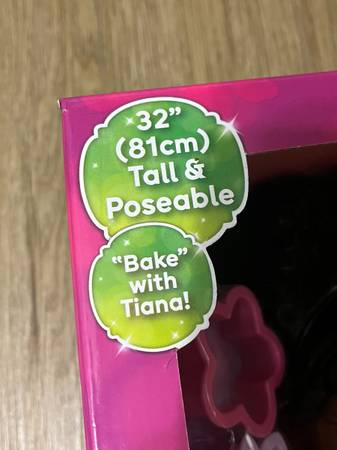 32”
(81cm)
Tall &
Poseable
“Bake”
with
Tiana!